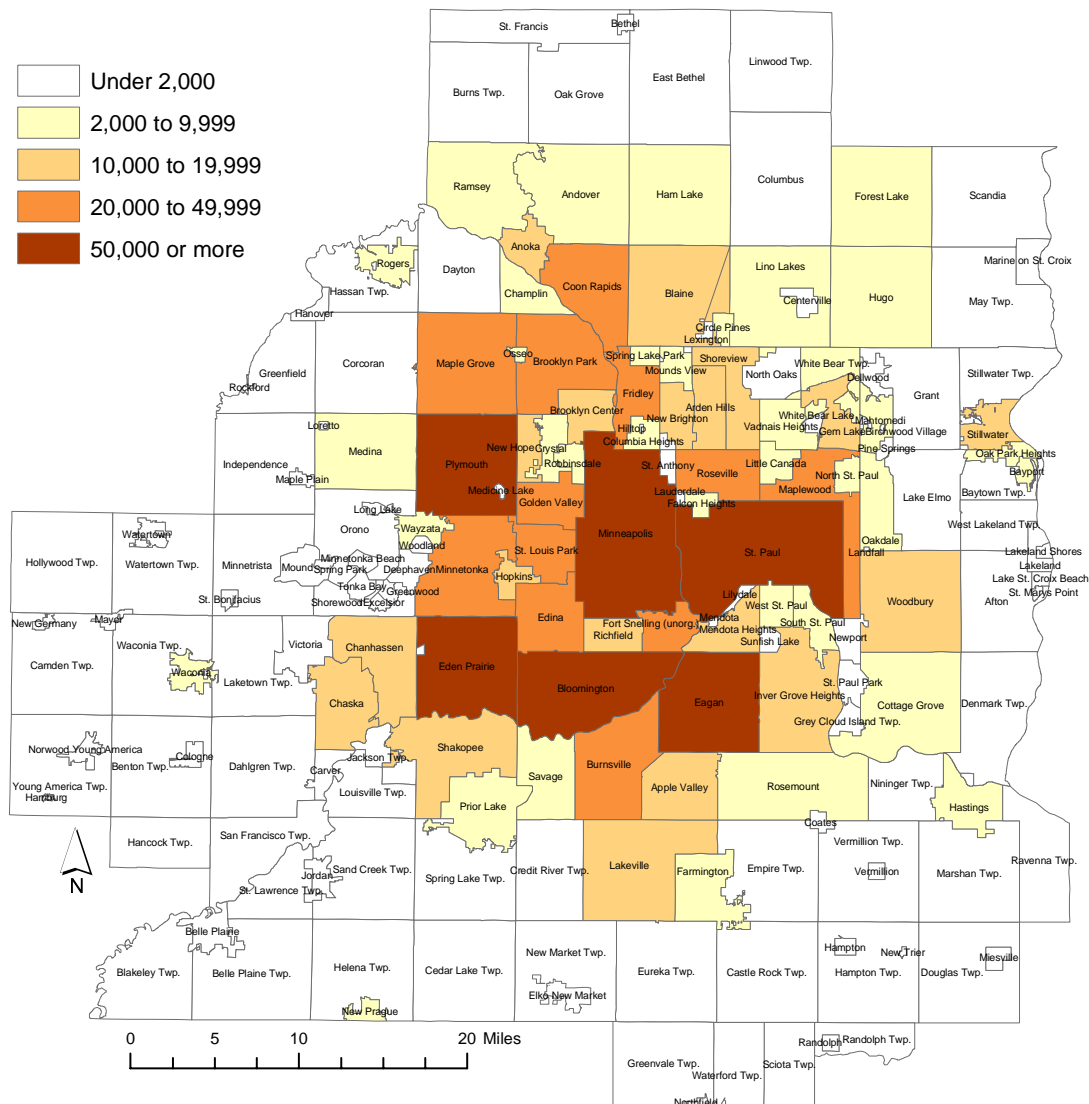 St. Francis
Bethel
Linwood Twp.
East Bethel
Burns Twp.
Oak Grove
Under 2,000
2,000 to 9,999
10,000 to 19,999
20,000 to 49,999
50,000 or more
Ramsey
Andover
Ham Lake
Columbus
Forest Lake
Scandia
Anoka
Rogers
Dayton
Hassan Twp.
Champlin
Coon Rapids
Blaine
Lino Lakes
Centerville
Hugo
Marine on St. Croix
May Twp.
Hanover
Circle Pines
Lexington
Corcoran
Greenfield
Rockford
Maple Grove
Osseo
Brooklyn Park
Spring Lake Park
Mounds View
Shoreview
North Oaks
White Bear Twp.
Dellwood
Stillwater Twp.
Grant
Fridley
Brooklyn Center
Hilltop
New Brighton
Arden Hills
Columbia Heights
Vadnais Heights
White Bear Lake
Gem Lake
Mahtomedi
Birchwood Village
Pine Springs
Stillwater
Oak Park Heights
Bayport
Loretto
Medina
Independence
Maple Plain
Plymouth
New Hope
Crystal
Robbinsdale
Medicine Lake
Golden Valley
St. Anthony
Roseville
Lauderdale
Falcon Heights
Little Canada
North St. Paul
Maplewood
Lake Elmo
Baytown Twp.
West Lakeland Twp.
Long Lake
Orono
Wayzata
Woodland
Minneapolis
St. Louis Park
St. Paul
Oakdale
Landfall
Lakeland Shores
Lakeland
Lake St. Croix Beach
St. Marys Point
Afton
Woodbury
Hollywood Twp.
Watertown
Watertown Twp.
Minnetrista
Mound
Minnetonka Beach
Spring Park
Deephaven
Tonka Bay
Greenwood
Shorewood
Excelsior
Minnetonka
Hopkins
St. Bonifacius
New Germany
Mayer
Edina
Richfield
Fort Snelling (unorg.)
Lilydale
Mendota
Mendota Heights
West St. Paul
South St. Paul
Sunfish Lake
Newport
St. Paul Park
Camden Twp.
Waconia Twp.
Waconia
Victoria
Laketown Twp.
Chanhassen
Chaska
Eden Prairie
Bloomington
Eagan
Inver Grove Heights
Grey Cloud Island Twp.
Cottage Grove
Denmark Twp.
Norwood Young America
Young America Twp.
Hamburg
Benton Twp.
Cologne
Dahlgren Twp.
Carver
Jackson Twp.
Louisville Twp.
Shakopee
Prior Lake
Savage
Burnsville
Apple Valley
Rosemount
Nininger Twp.
Hastings
Coates
Hancock Twp.
San Francisco Twp.
N
Jordan
Sand Creek Twp.
St. Lawrence Twp.
Spring Lake Twp.
Credit River Twp.
Lakeville
Farmington
Empire Twp.
Vermillion Twp.
Vermillion
Marshan Twp.
Ravenna Twp.
Belle Plaine
Blakeley Twp.
Belle Plaine Twp.
Helena Twp.
New Prague
Cedar Lake Twp.
New Market Twp.
Elko New Market
Eureka Twp.
Castle Rock Twp.
Hampton
Hampton Twp.
New Trier
Douglas Twp.
Miesville
0 5 10 20 Miles
Randolph
Randolph Twp.
Greenvale Twp.
Waterford Twp.
Sciota Twp.
Northfield